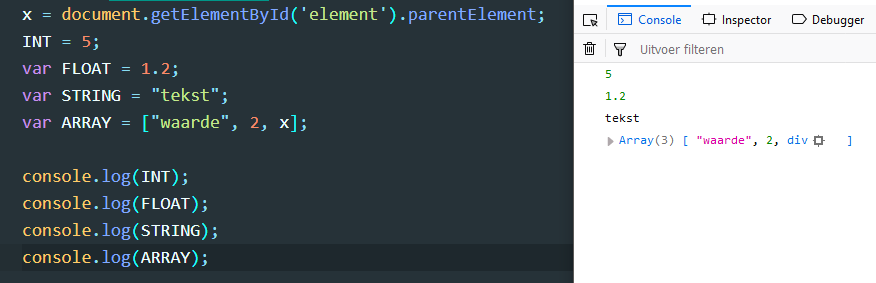 x = document.getElementById('element').parentElement;
INT = 5;
var FLOAT = 1.2;
var STRING = "tekst";
var ARRAY = ["waarde", 2, x];
console.log(INT);
console.log(FLOAT);
console.log(STRING);
console.log(ARRAY);
Console Inspector Debugger
Uitvoer filteren
5
1.2
tekst
Array(3) [ "waarde", 2, div ]